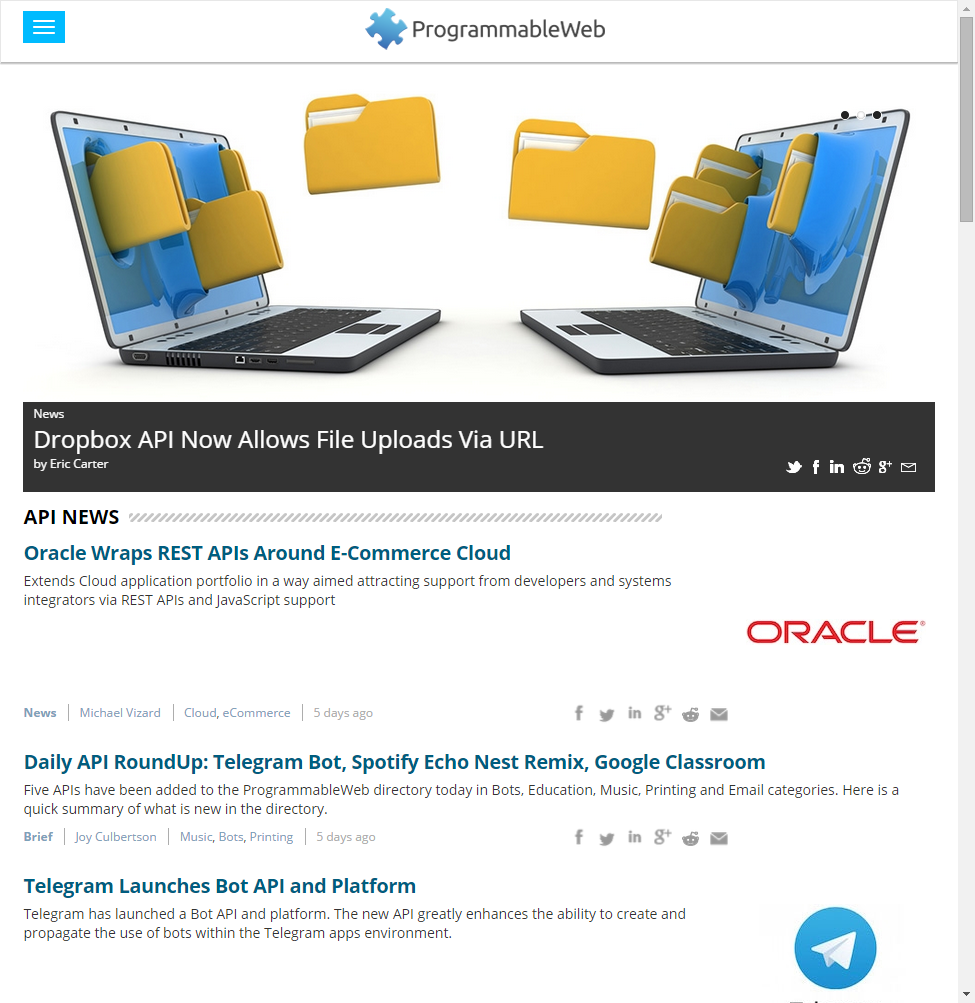 ProgrammableWeb
News
Dropbox API Now Allows File Uploads Via URL
by Eric Carter
API NEWS
Oracle Wraps REST APIs Around E-Commerce Cloud
Extends Cloud application portfolio in a way aimed attracting support from developers and systems
integrators via REST APIs and JavaScript support
ORACLE®
News Michael Vizard Cloud, eCommerce 5 days ago
Daily API RoundUp: Telegram Bot, Spotify Echo Nest Remix, Google Classroom
Five APIs have been added to the ProgrammableWeb directory today in Bots, Education, Music, Printing and Email categories. Here is a
quick summary of what is new in the directory.
Brief Joy Culbertson Music, Bots, Printing 5 days ago
Telegram Launches Bot API and Platform
Telegram has launched a Bot API and platform. The new API greatly enhances the ability to create and
propagate the use of bots within the Telegram apps environment.